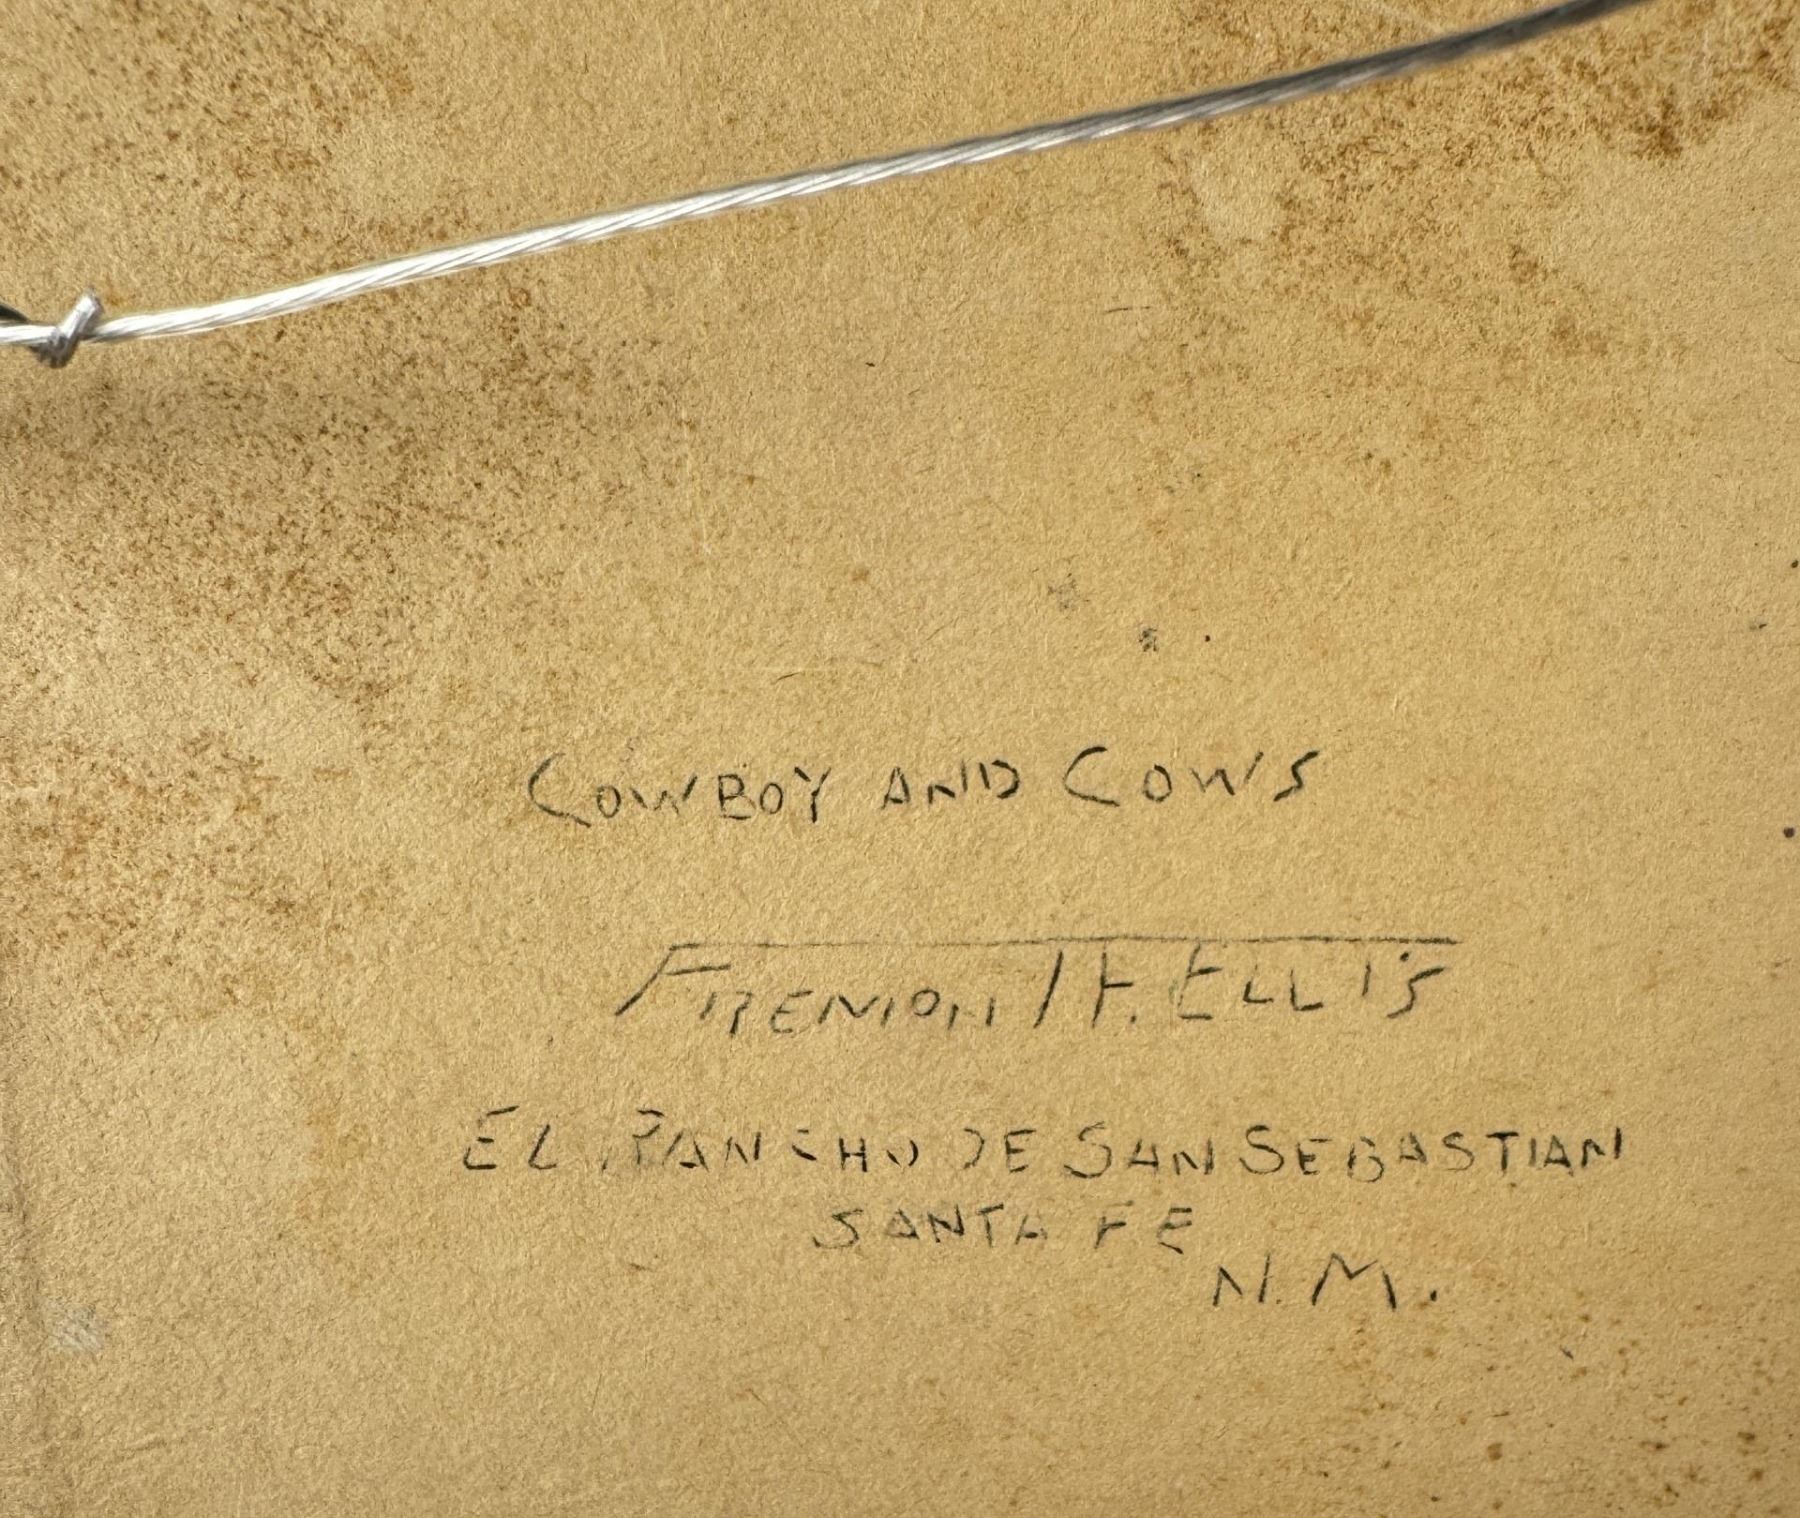 COWBOY AND COWS
FREMONT F. ELLIS
EL RANCHO DE SAN SEBASTIAN
SANTA FE
N.M.